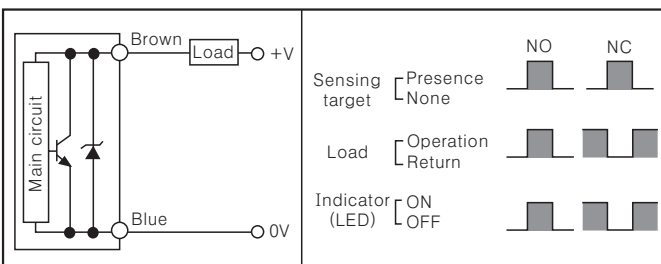 Brown
Load
+V
Main circuit
Blue
0V
NO NC
Sensing target
Presence
None
Load
Operation
Return
Indicator (LED)
ON
OFF